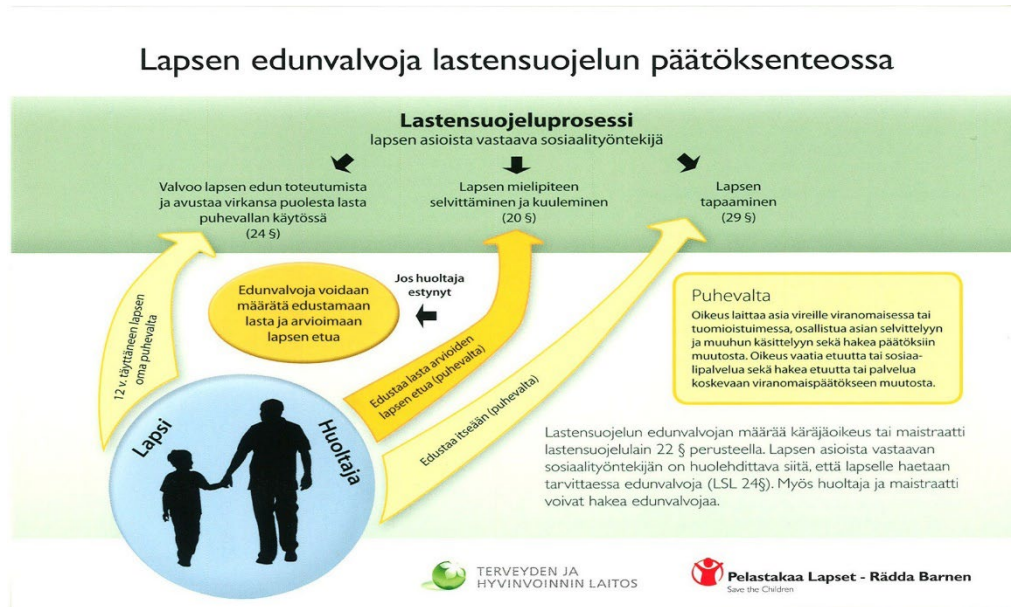 Lapsen edunvalvoja lastensuojelun päätöksenteossa
Lastensuojeluprosessi
lapsen asioista vastaava sosiaalityöntekijä
Valvoo lapsen edun toteutumista
ja avustaa virkansa puolesta lasta
puhevallan käytössä
(24 §)
Lapsen mielipiteen
selvittäminen ja kuuleminen
(20 §)
Lapsen
tapaaminen
(29 §)
12 v. täyttäneen lapsen
oma puhevalta
Edunvalvoja voidaan
määrätä edustamaan
lasta ja arvioimaan
lapsen etua
Jos huoltaja
estynyt
Edustaa lasta arvioiden
lapsen etua (puhevalta)
Edustaa itseään (puhevalta)
Lapsi
Huoltaja
Puhevalta
Oikeus laittaa asia vireille viranomaisessa tai
tuomioistuimessa, osallistua asian selvittelyyn
ja muuhun käsittelyyn sekä hakea päätöksiin
muutosta. Oikeus vaatia etuutta tai sosiaa-
lipalvelua sekä hakea etuutta tai palvelua
koskevaan viranomaispäätökseen muutosta.
Lastensuojelun edunvalvojan määrää käräjäoikeus tai maistraatti
lastensuojelulain 22 § perusteella. Lapsen asioista vastaavan
sosiaalityöntekijän on huolehdittava siitä, että lapselle haetaan
tarvittaessa edunvalvoja (LSL 24§). Myös huoltaja ja maistraatti
voivat hakea edunvalvojaa.
TERVEYDEN JA
HYVINVOINNIN LAITOS
Pelastakaa Lapset - Rädda Barnen
Save the Children